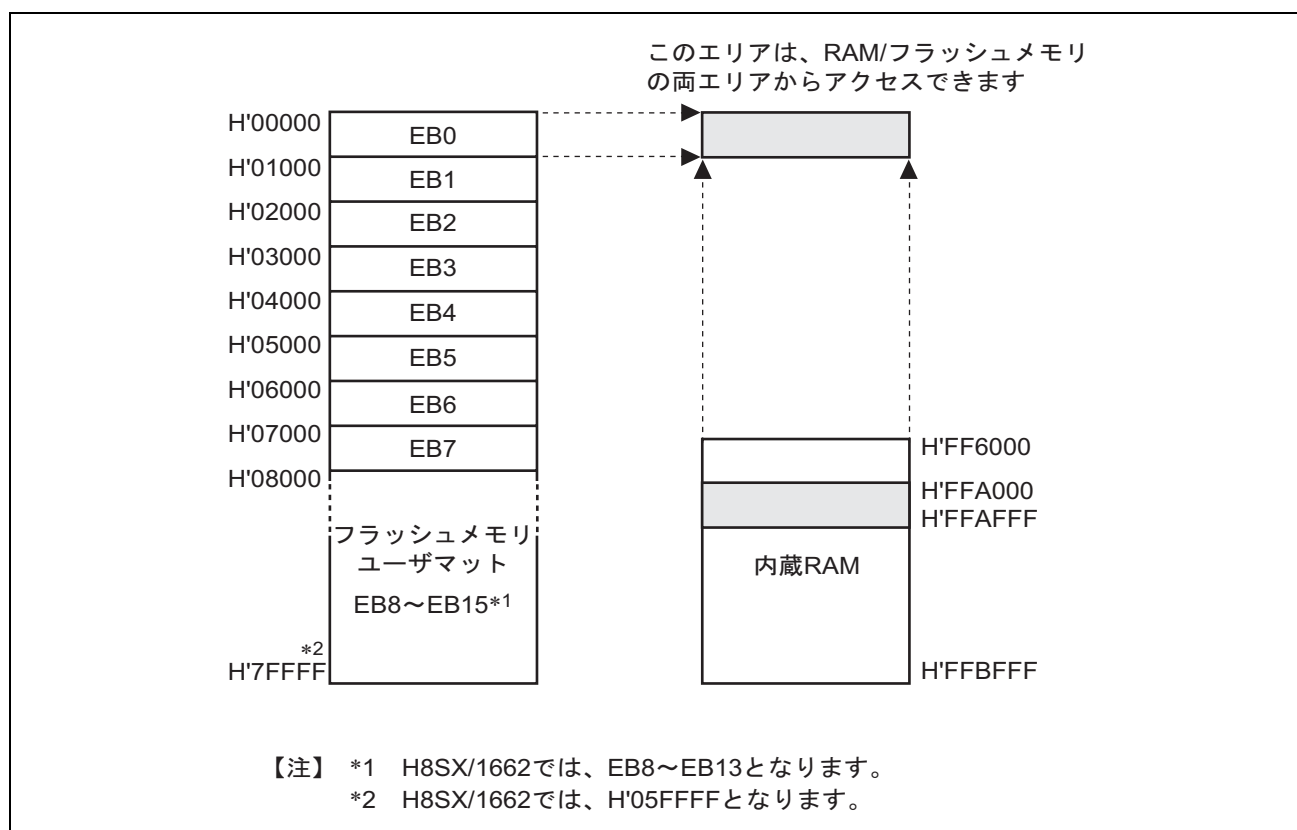 このエリアは、RAM/フラッシュメモリ
の両エリアからアクセスできます
H'00000
EB0
H'01000
EB1
H'02000
EB2
H'03000
EB3
H'04000
EB4
H'05000
EB5
H'06000
EB6
H'07000
EB7
H'08000
フラッシュメモリ
ユーザマット
EB8～EB15*1
*2
H'7FFFF
H'FF6000
H'FFA000
H'FFAFFF
内蔵RAM
H'FFBFFF
【注】 *1 H8SX/1662では、EB8～EB13となります。
*2 H8SX/1662では、H'05FFFFとなります。